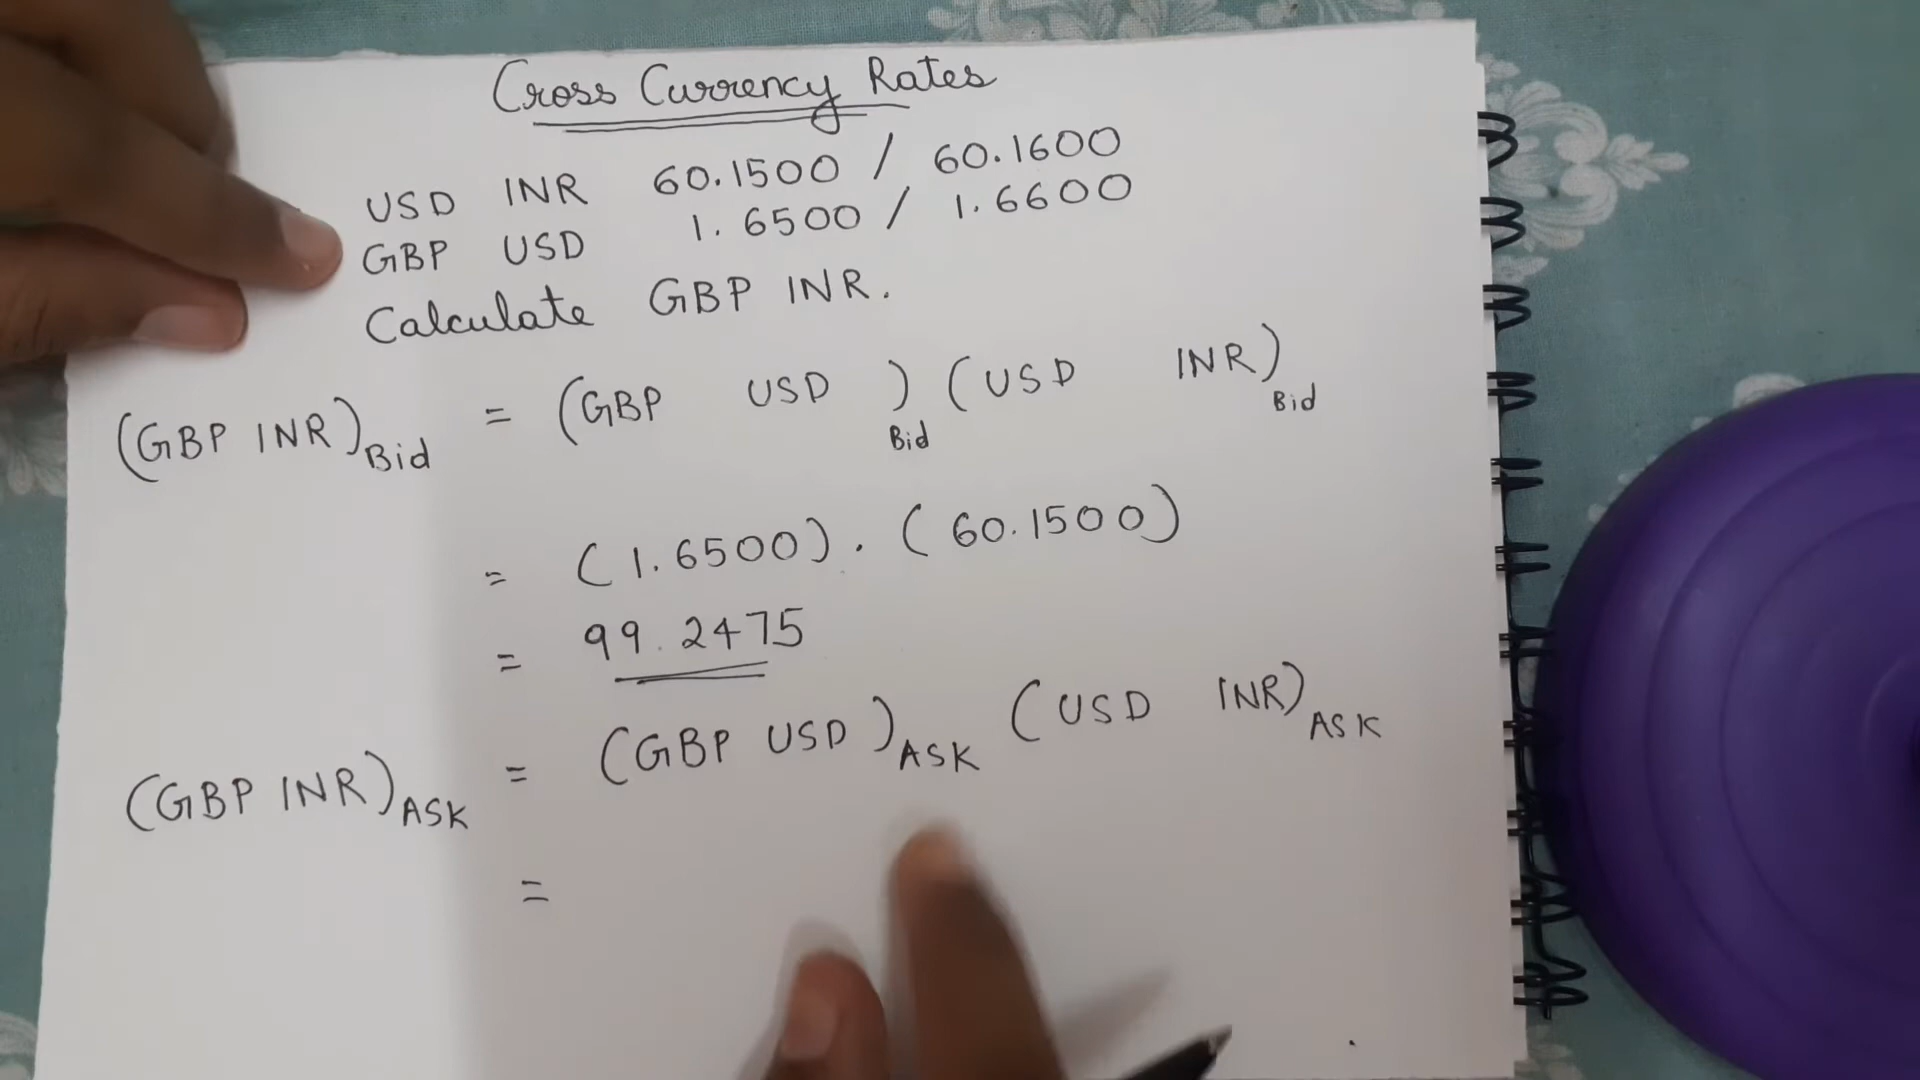 Cross Currency Rates
USD INR 60.1500 / 60.1600
GBP USD 1.6500 / 1.6600
Calculate GBP INR.
(GBP INR)Bid = (GBP USD )Bid (USD INR)Bid
= (1.6500) . (60.1500)
= 99.2475
(GBP INR)ASK = (GBP USD )ASK (USD INR)ASK
=